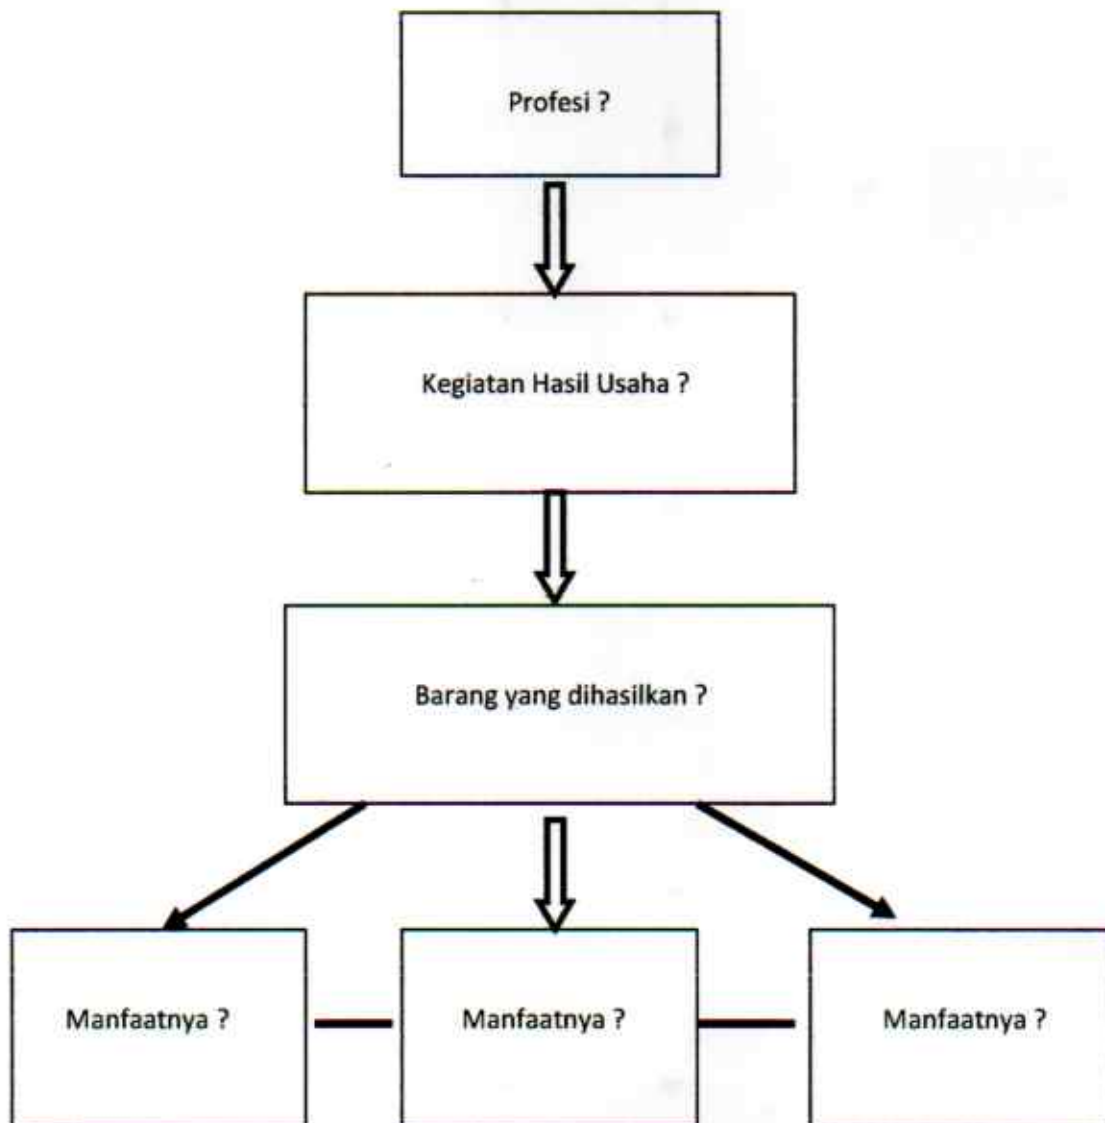 Profesi ?
Kegiatan Hasil Usaha ?
Barang yang dihasilkan ?
Manfaatnya ?
Manfaatnya ?
Manfaatnya ?